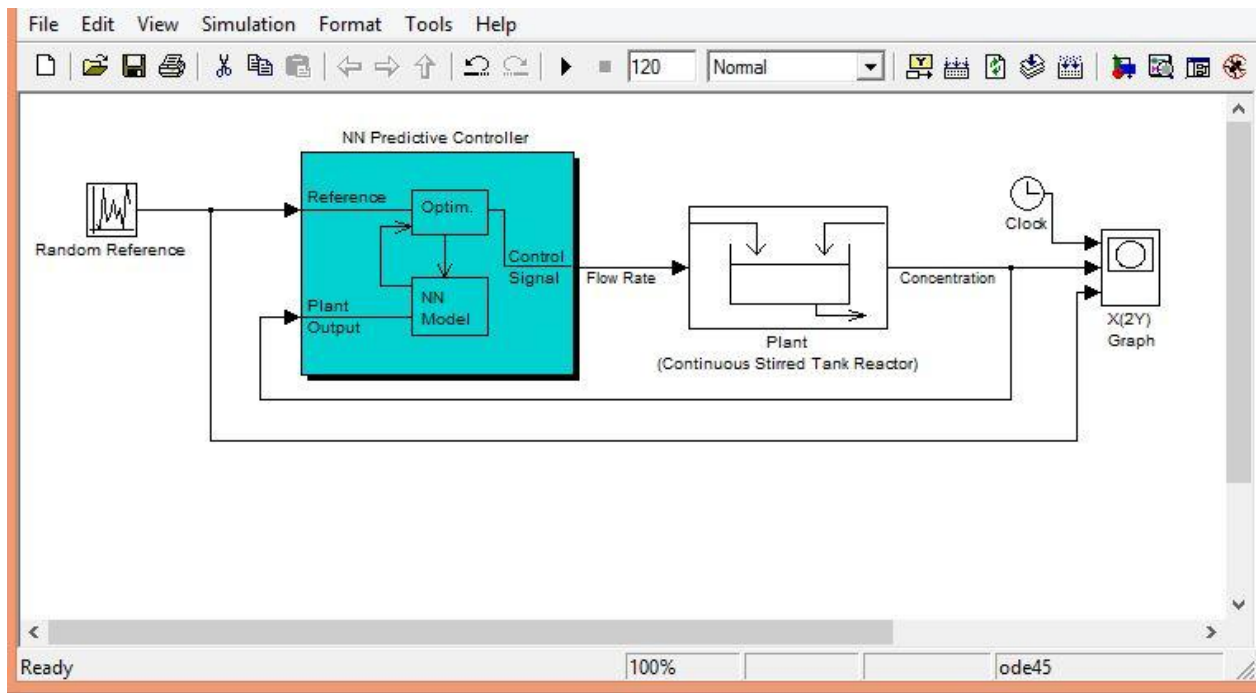 File Edit View Simulation Format Tools Help
120 Normal
NN Predictive Controller
Reference
Optim.
Random Reference
Control
Signal
NN
Model
Plant
Output
Flow Rate
Plant
(Continuous Stirred Tank Reactor)
Concentration
Clock
X(2Y)
Graph
Ready 100% ode45